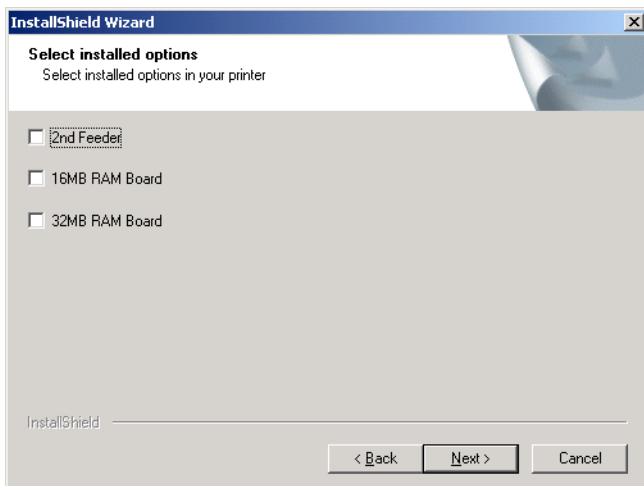 InstallShield Wizard
Select installed options
Select installed options in your printer
2nd Feeder
16MB RAM Board
32MB RAM Board
InstallShield
< Back Next > Cancel